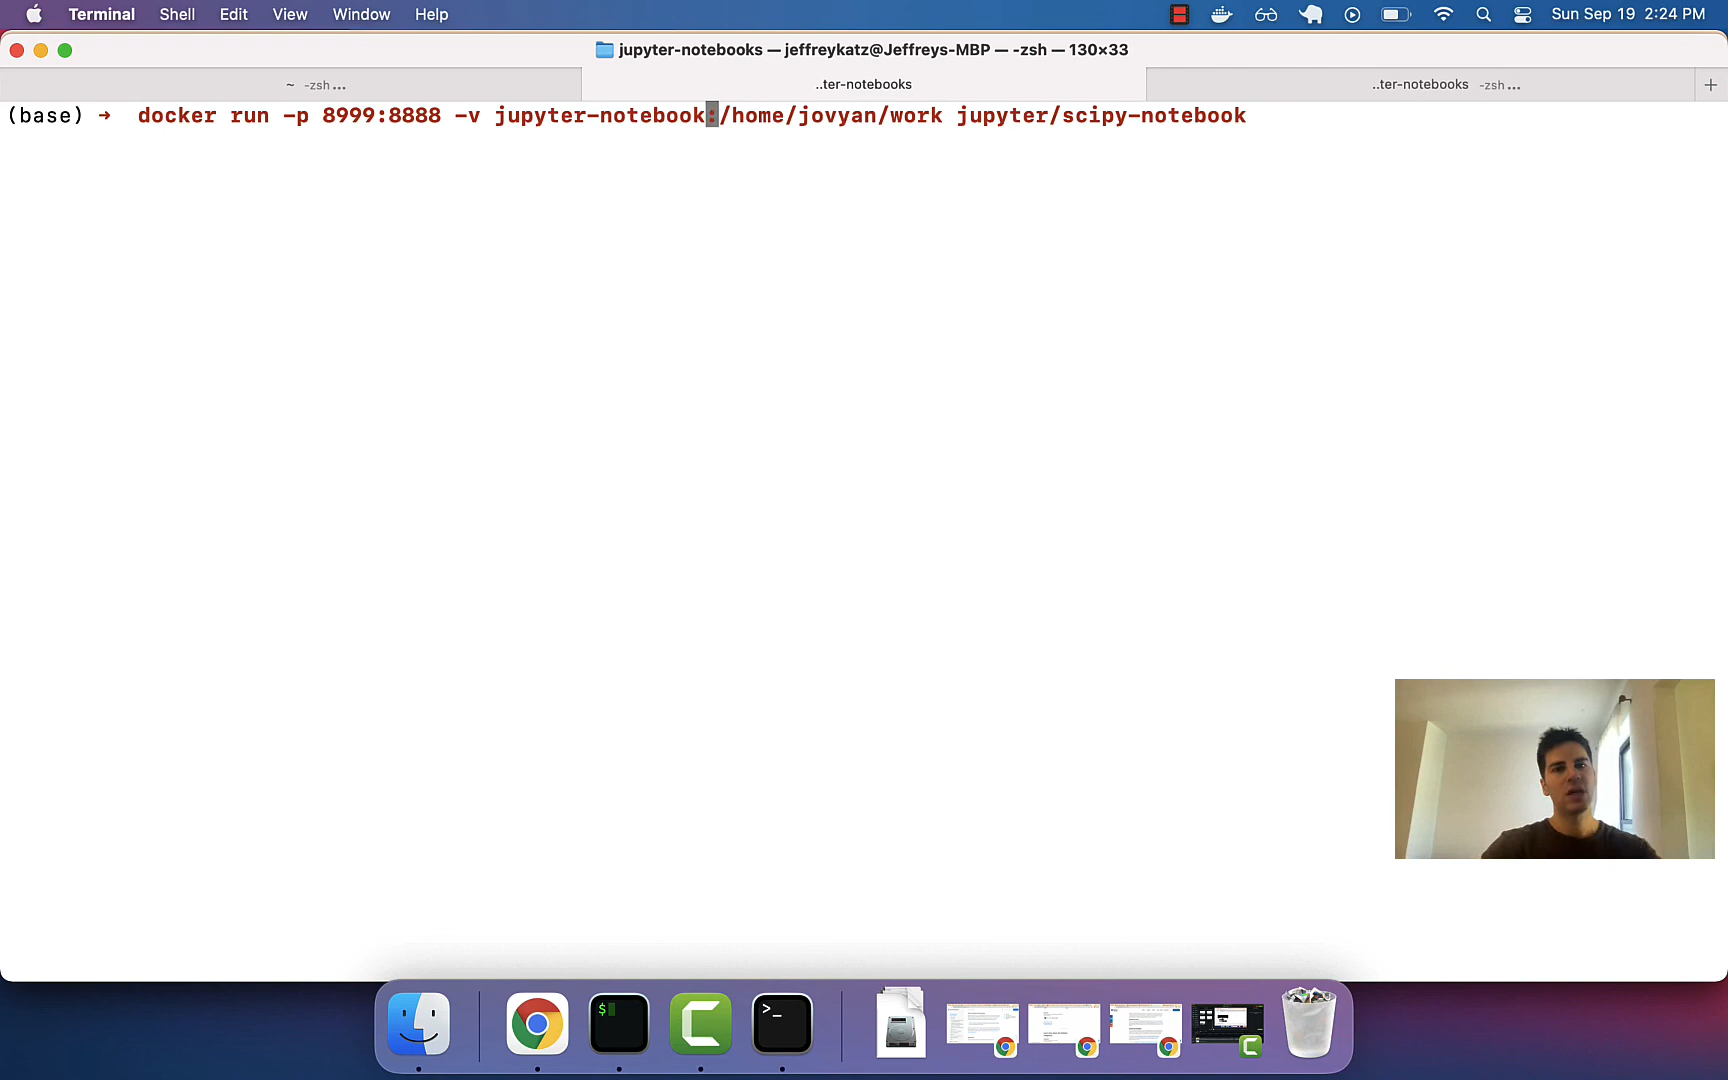 Terminal Shell Edit View Window Help Sun Sep 19 2:24 PM
jupyter-notebooks — jeffreykatz@Jeffreys-MBP — -zsh — 130×33
~ -zsh... ..ter-notebooks ..ter-notebooks -zsh... +
(base) ➜ docker run -p 8999:8888 -v jupyter-notebook:/home/jovyan/work jupyter/scipy-notebook
$
>_